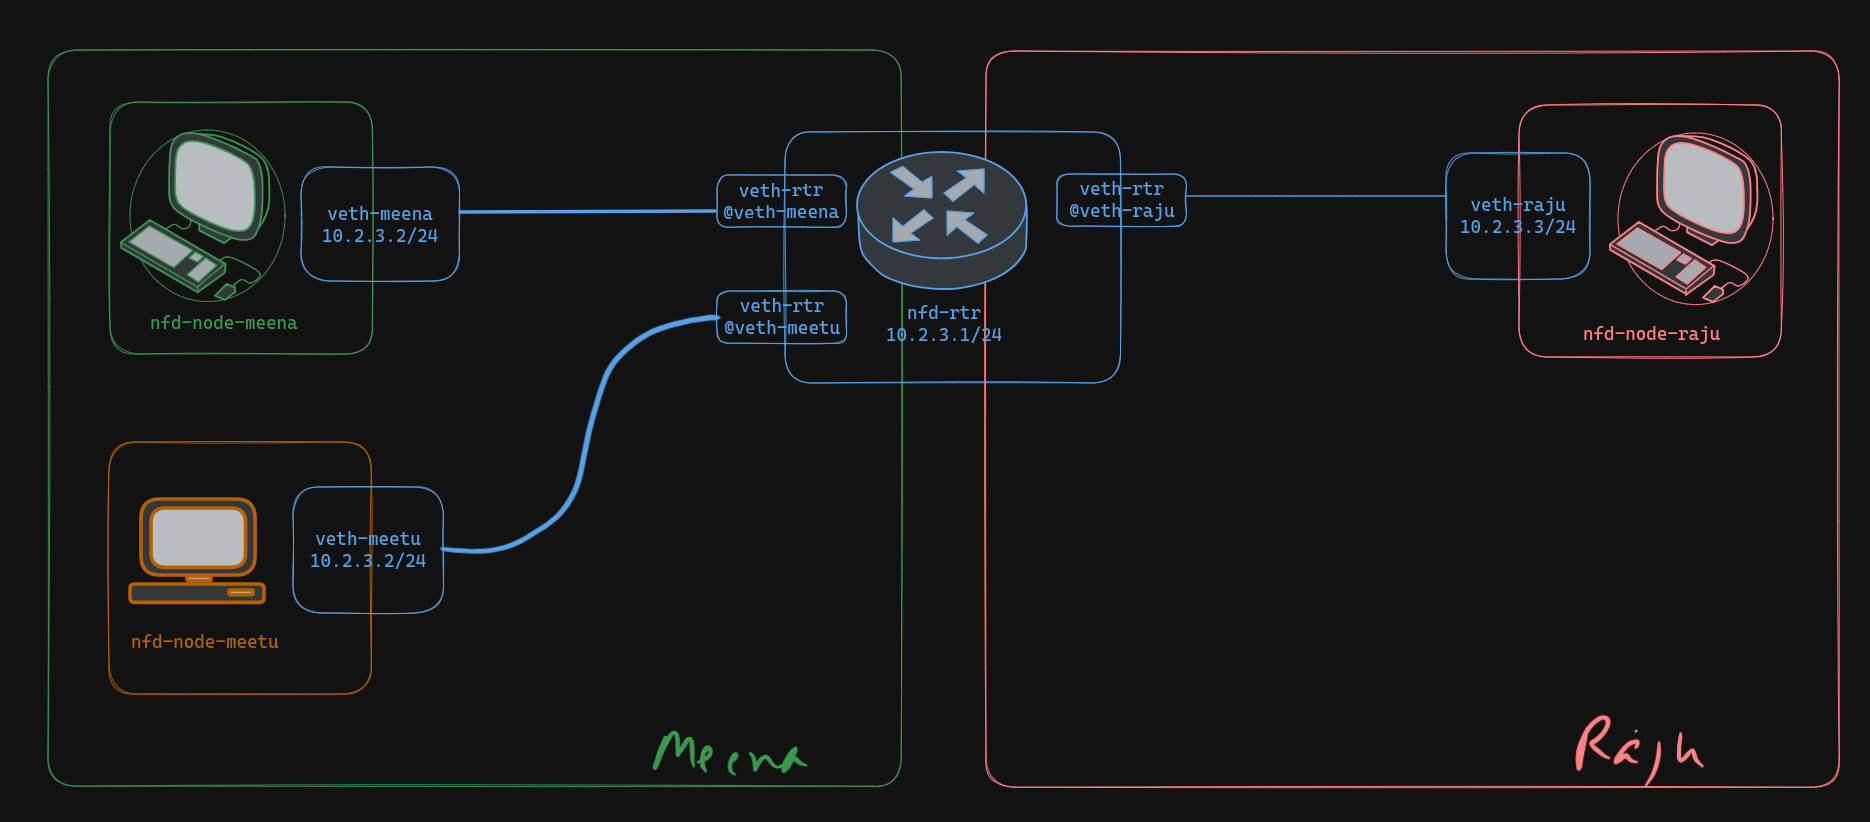 veth-meena
10.2.3.2/24
nfd-node-meena
veth-rtr
@veth-meena
veth-rtr
@veth-meetu
nfd-rtr
10.2.3.1/24
veth-rtr
@veth-raju
veth-raju
10.2.3.3/24
nfd-node-raju
veth-meetu
10.2.3.2/24
nfd-node-meetu
Meena
Raju